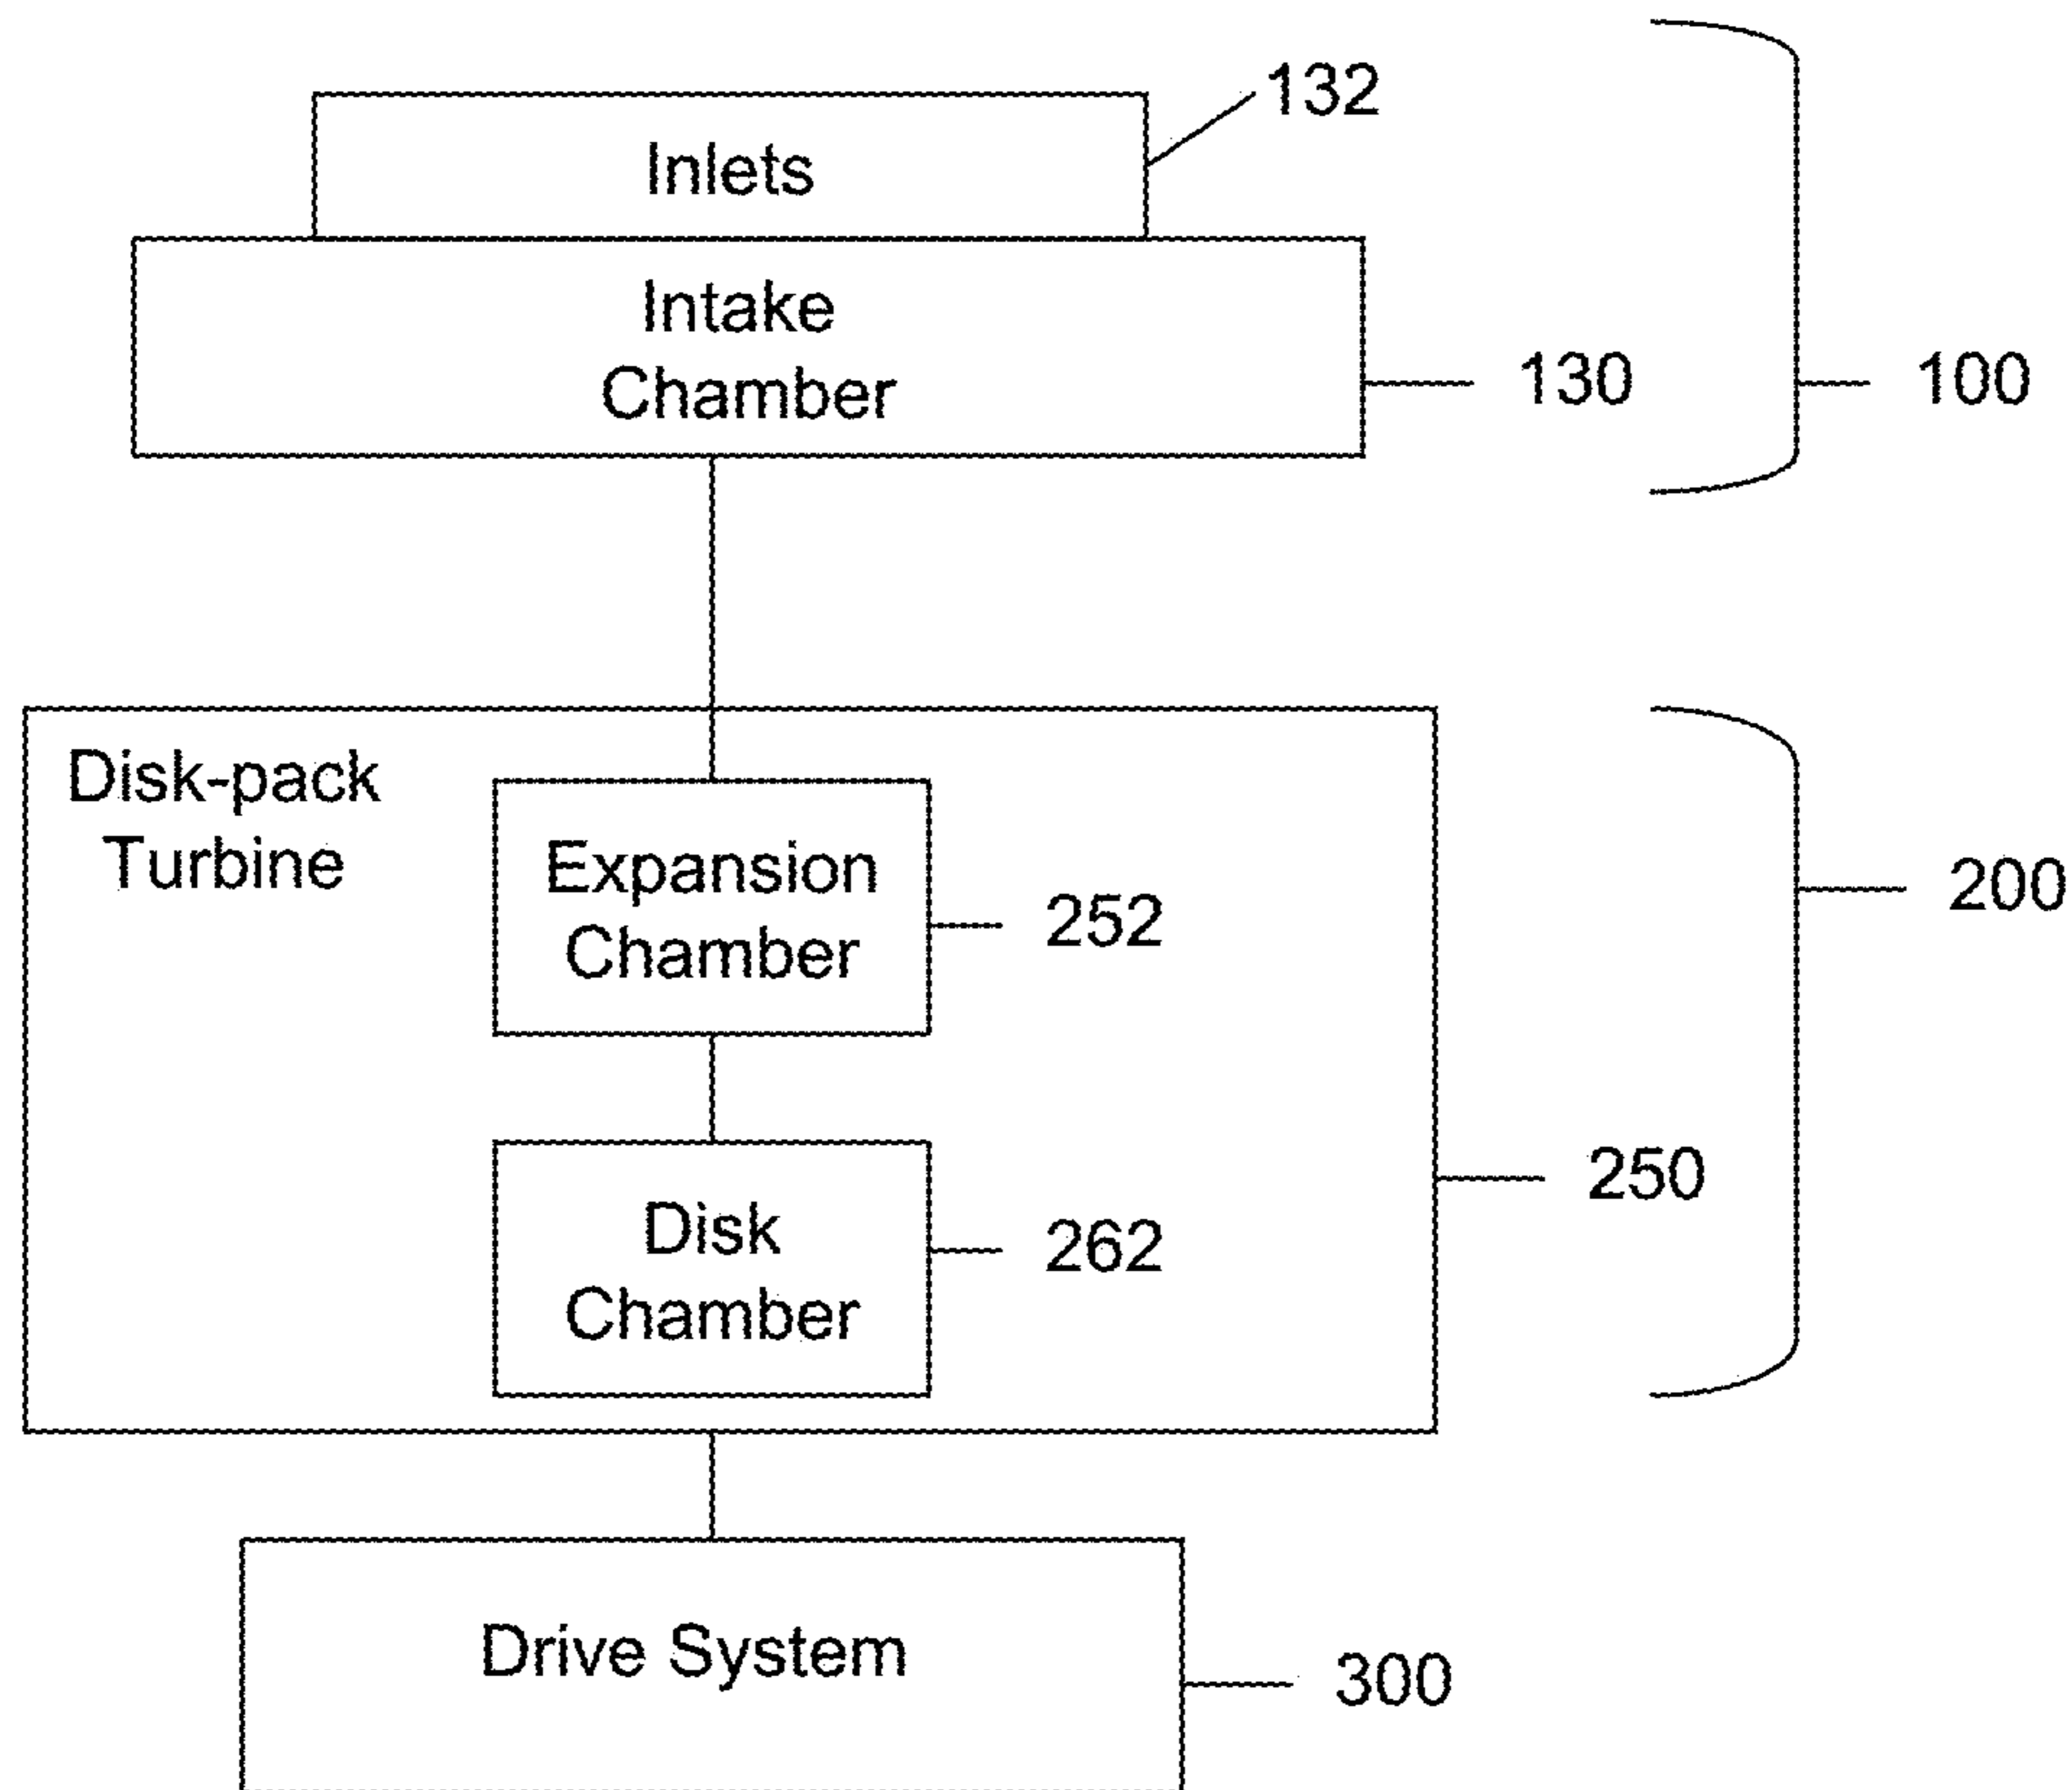 132
Inlets
Intake
Chamber
130
100
Disk-pack
Turbine
Expansion
Chamber
252
200
250
Disk
Chamber
262
Drive System
300